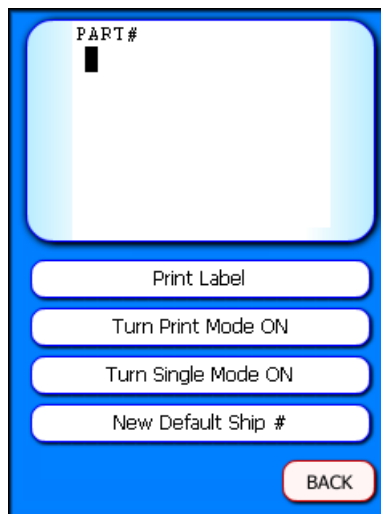 PART#
Print Label
Turn Print Mode ON
Turn Single Mode ON
New Default Ship #
BACK